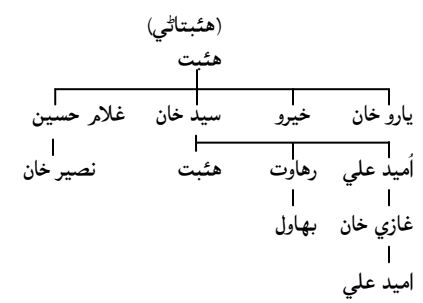 (هئبتاڻي)
هئبت
يارو خان خيرو سيد خان غلام حسين
اُميد علي رهاوت هئبت نصير خان
غازي خان بهاول
اميد علي